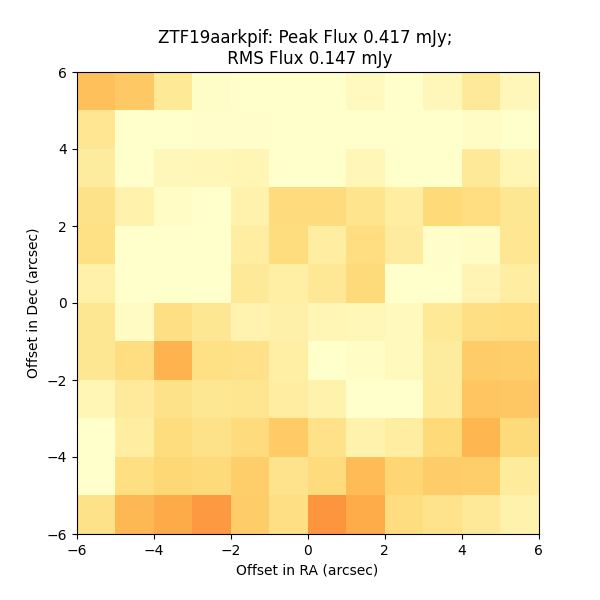 ZTF19aarkpif: Peak Flux 0.417 mJy;
RMS Flux 0.147 mJy
6
4
2
0
−2
−4
−6
Offset in Dec (arcsec)
−6 −4 −2 0 2 4 6
Offset in RA (arcsec)